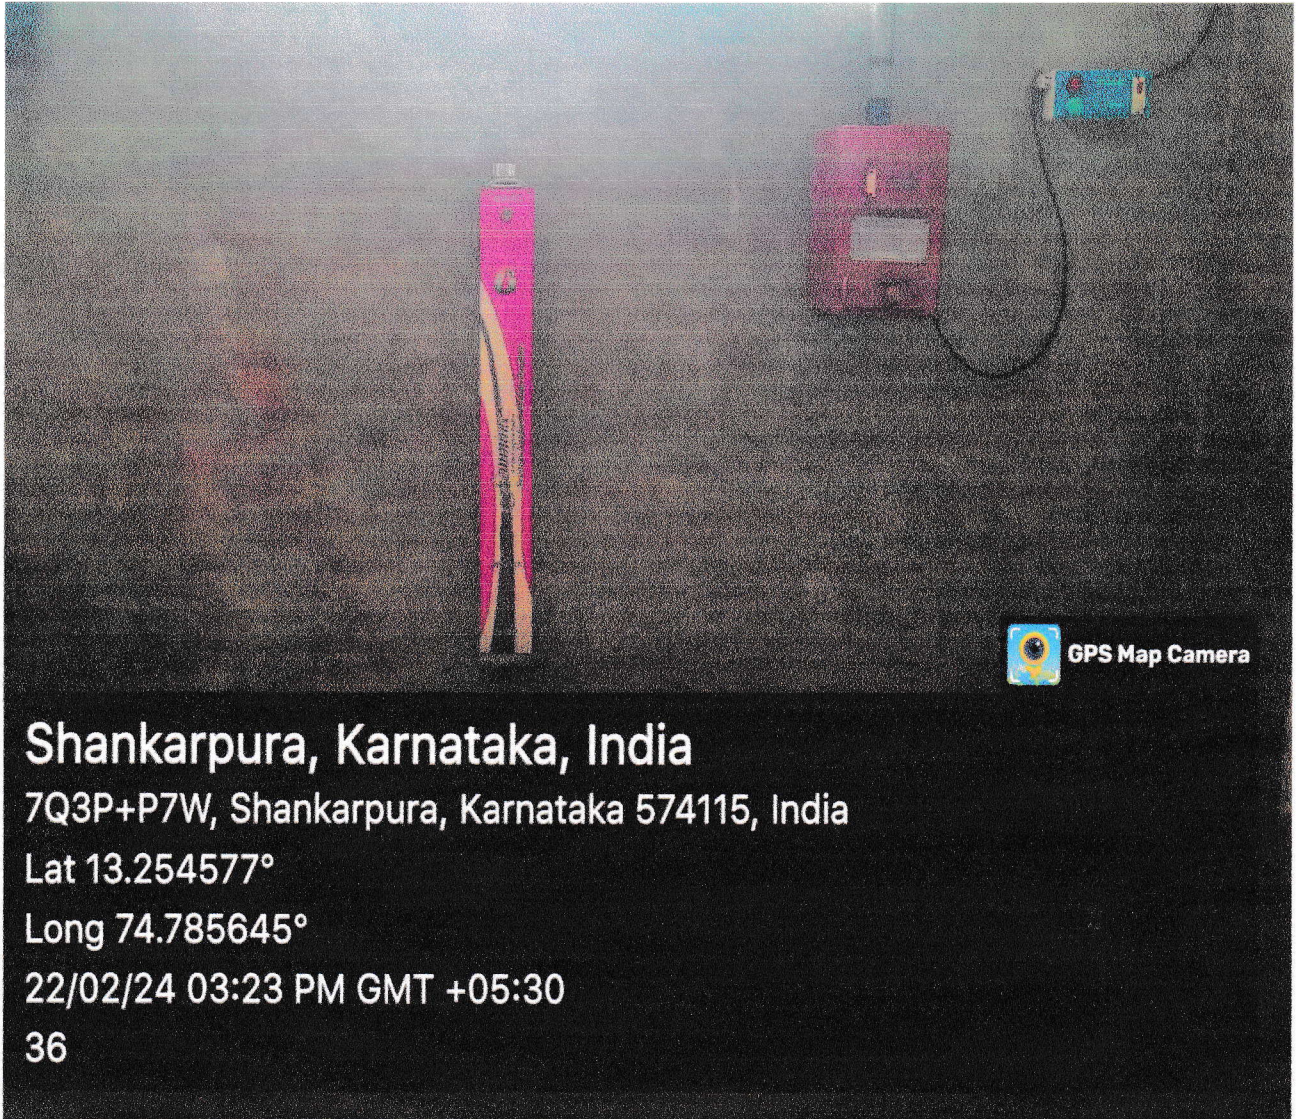 GPS Map Camera
Shankarpura, Karnataka, India
7Q3P+P7W, Shankarpura, Karnataka 574115, India
Lat 13.254577°
Long 74.785645°
22/02/24 03:23 PM GMT +05:30
36